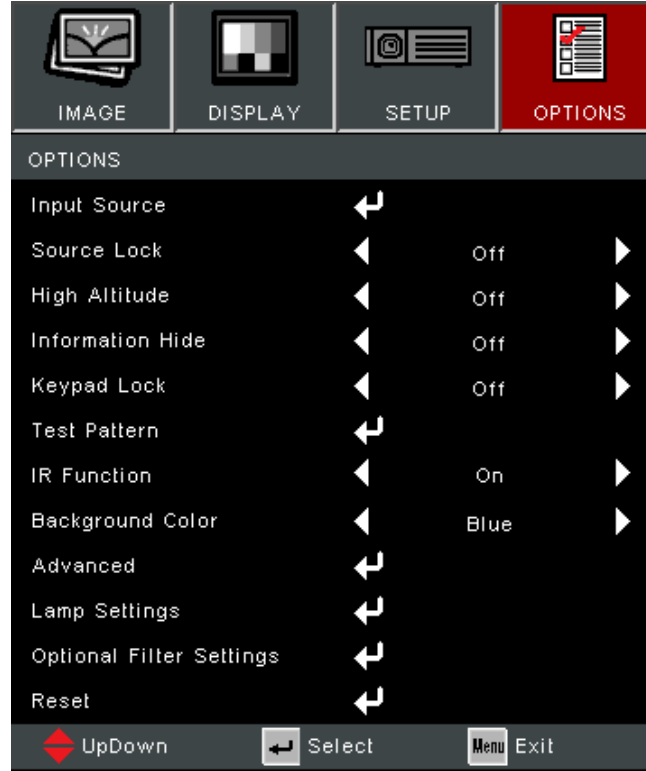 IMAGE DISPLAY SETUP OPTIONS
OPTIONS
Input Source
Source Lock Off
High Altitude Off
Information Hide Off
Keypad Lock Off
Test Pattern
IR Function On
Background Color Blue
Advanced
Lamp Settings
Optional Filter Settings
Reset
UpDown Select Menu Exit